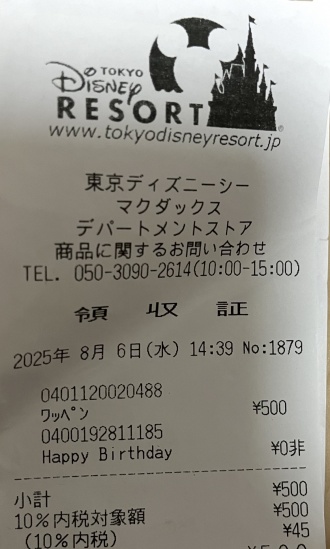 TOKYO
Disney
RESORT®
www.tokyodisneyresort.jp
東京ディズニーシー
マクダックス
デパートメントストア
商品に関するお問い合わせ
TEL. 050-3090-2614(10:00-15:00)
領 収 証
2025年 8月 6日(水) 14:39 No:1879
0401120020488
ﾜｯﾍﾟﾝ ¥500
0400192811185
Happy Birthday ¥0非
小計 ¥500
10%内税対象額 ¥500
(10%内税) ¥45